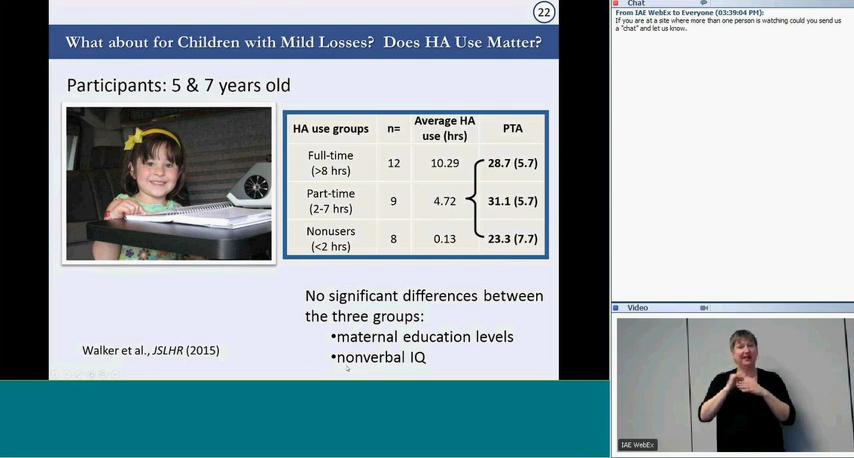 22
What about for Children with Mild Losses? Does HA Use Matter?
Participants: 5 & 7 years old
HA use groups n= Average HA use (hrs) PTA
Full-time (>8 hrs) 12 10.29 28.7 (5.7)
Part-time (2-7 hrs) 9 4.72 31.1 (5.7)
Nonusers (<2 hrs) 8 0.13 23.3 (7.7)
No significant differences between
the three groups:
•maternal education levels
•nonverbal IQ
Walker et al., JSLHR (2015)
Chat
From IAE WebEx to Everyone (03:39:04 PM):
If you are at a site where more than one person is watching could you send us
a "chat" and let us know.
Video
IAE WebEx